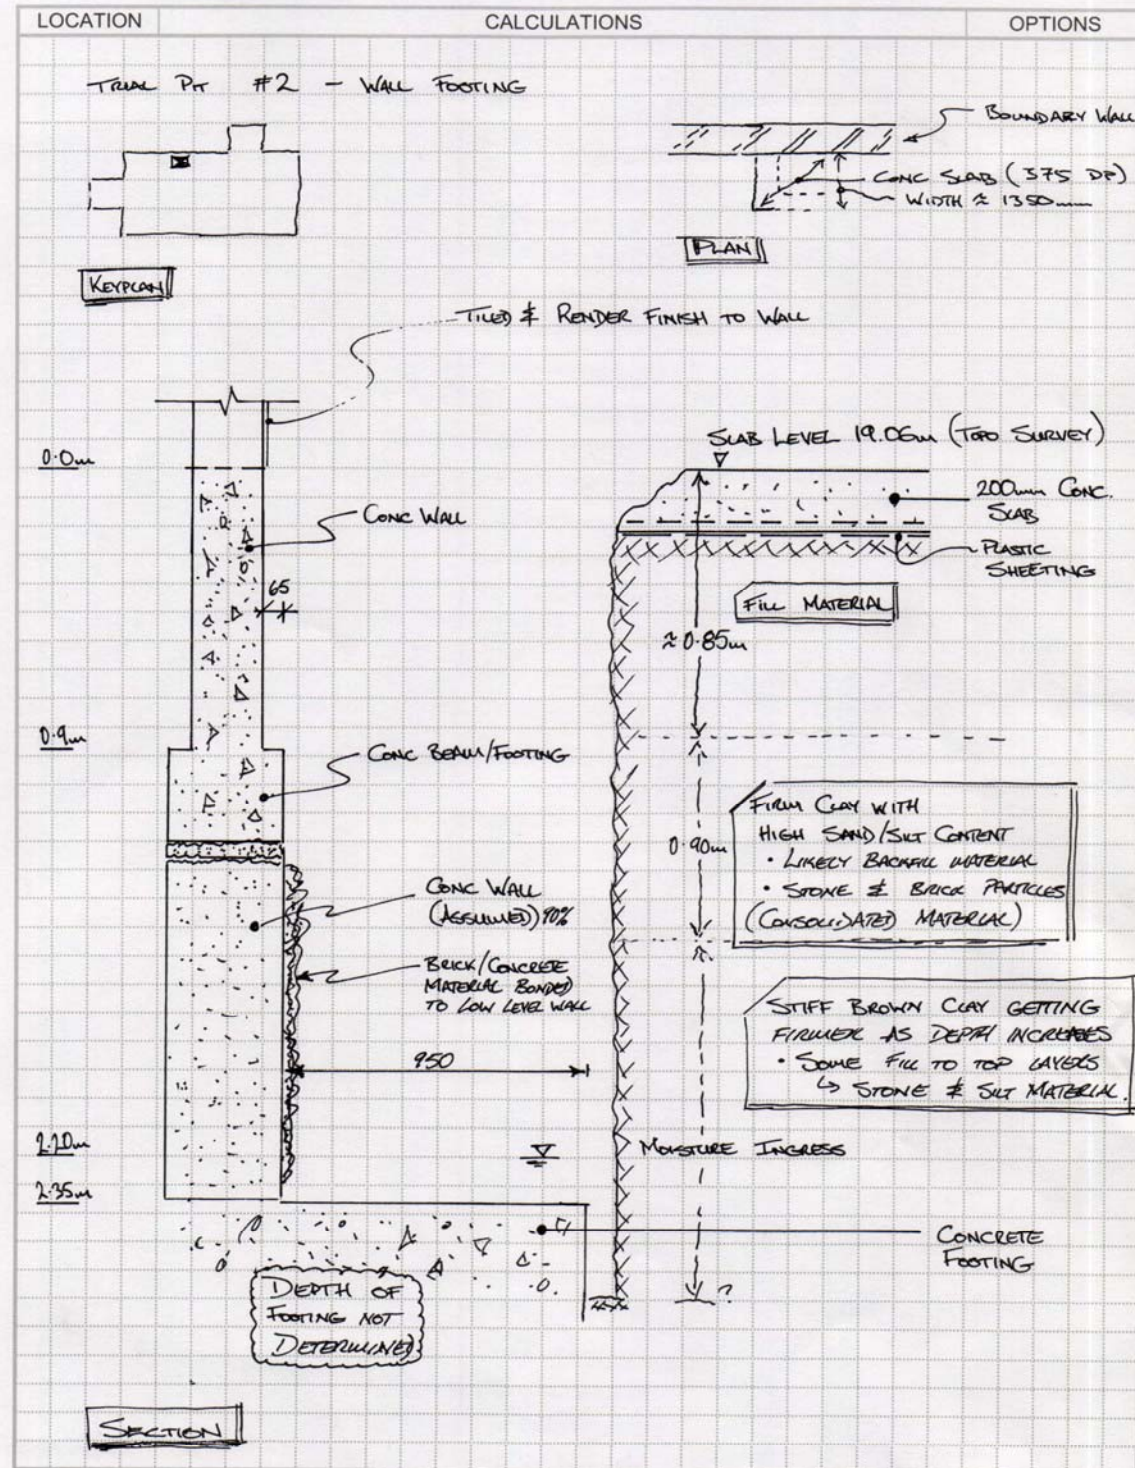 LOCATION
CALCULATIONS
OPTIONS
TRIAL PIT #2 - WALL FOOTING
BOUNDARY WALL
CONC SLAB (375 DP)
WIDTH ≈ 1350mm
PLAN
KEYPLAN
TILED & RENDER FINISH TO WALL
SLAB LEVEL 19.06m (TOPO SURVEY)
0.0m
200mm CONC.
SLAB
CONC WALL
PLASTIC
SHEETING
65
FILL MATERIAL
≈ 0.85m
0.9m
CONC BEAM/FOOTING
FIRM CLAY WITH
HIGH SAND/SILT CONTENT
• LIKELY BACKFILL MATERIAL
• STONE & BRICK PARTICLES
(CONSOLIDATED MATERIAL)
0.90m
CONC WALL
(ASSUMED) 90%
BRICK/CONCRETE
MATERIAL BONDED
TO LOW LEVEL WALL
STIFF BROWN CLAY GETTING
FIRMER AS DEPTH INCREASES
• SOME FILL TO TOP LAYERS
↳ STONE & SILT MATERIAL.
950
2.20m
MOISTURE INGRESS
2.35m
CONCRETE
FOOTING
DEPTH OF
FOOTING NOT
DETERMINED
?
SECTION